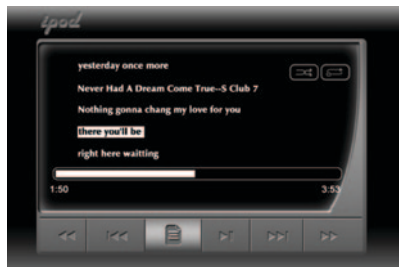 ipod
yesterday once more
Never Had A Dream Come True--S Club 7
Nothing gonna chang my love for you
there you'll be
right here waitting
1:50
3:53